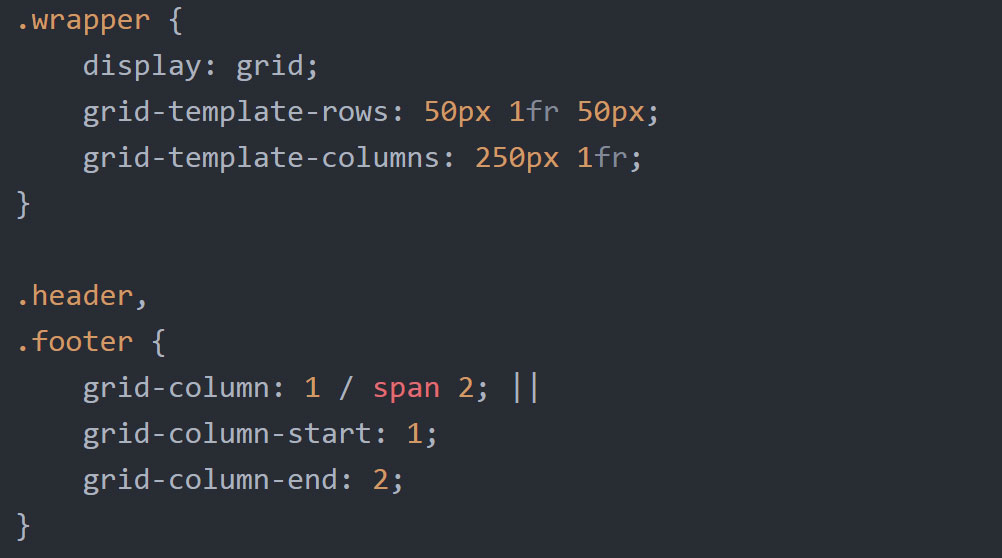 .wrapper {
    display: grid;
    grid-template-rows: 50px 1fr 50px;
    grid-template-columns: 250px 1fr;
}

.header,
.footer {
    grid-column: 1 / span 2; ||
    grid-column-start: 1;
    grid-column-end: 2;
}